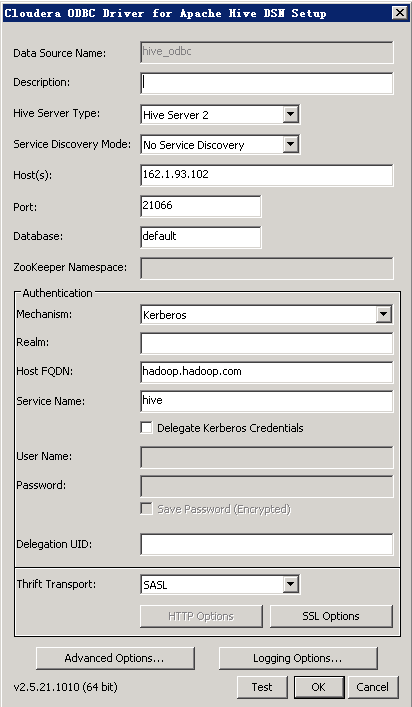 Cloudera ODBC Driver for Apache Hive DSN Setup
Data Source Name: hive_odbc
Description:
Hive Server Type: Hive Server 2
Service Discovery Mode: No Service Discovery
Host(s): 162.1.93.102
Port: 21066
Database: default
ZooKeeper Namespace:
Authentication
Mechanism: Kerberos
Realm:
Host FQDN: hadoop.hadoop.com
Service Name: hive
Delegate Kerberos Credentials
User Name:
Password:
Save Password (Encrypted)
Delegation UID:
Thrift Transport: SASL
HTTP Options SSL Options
Advanced Options... Logging Options...
v2.5.21.1010 (64 bit) Test OK Cancel